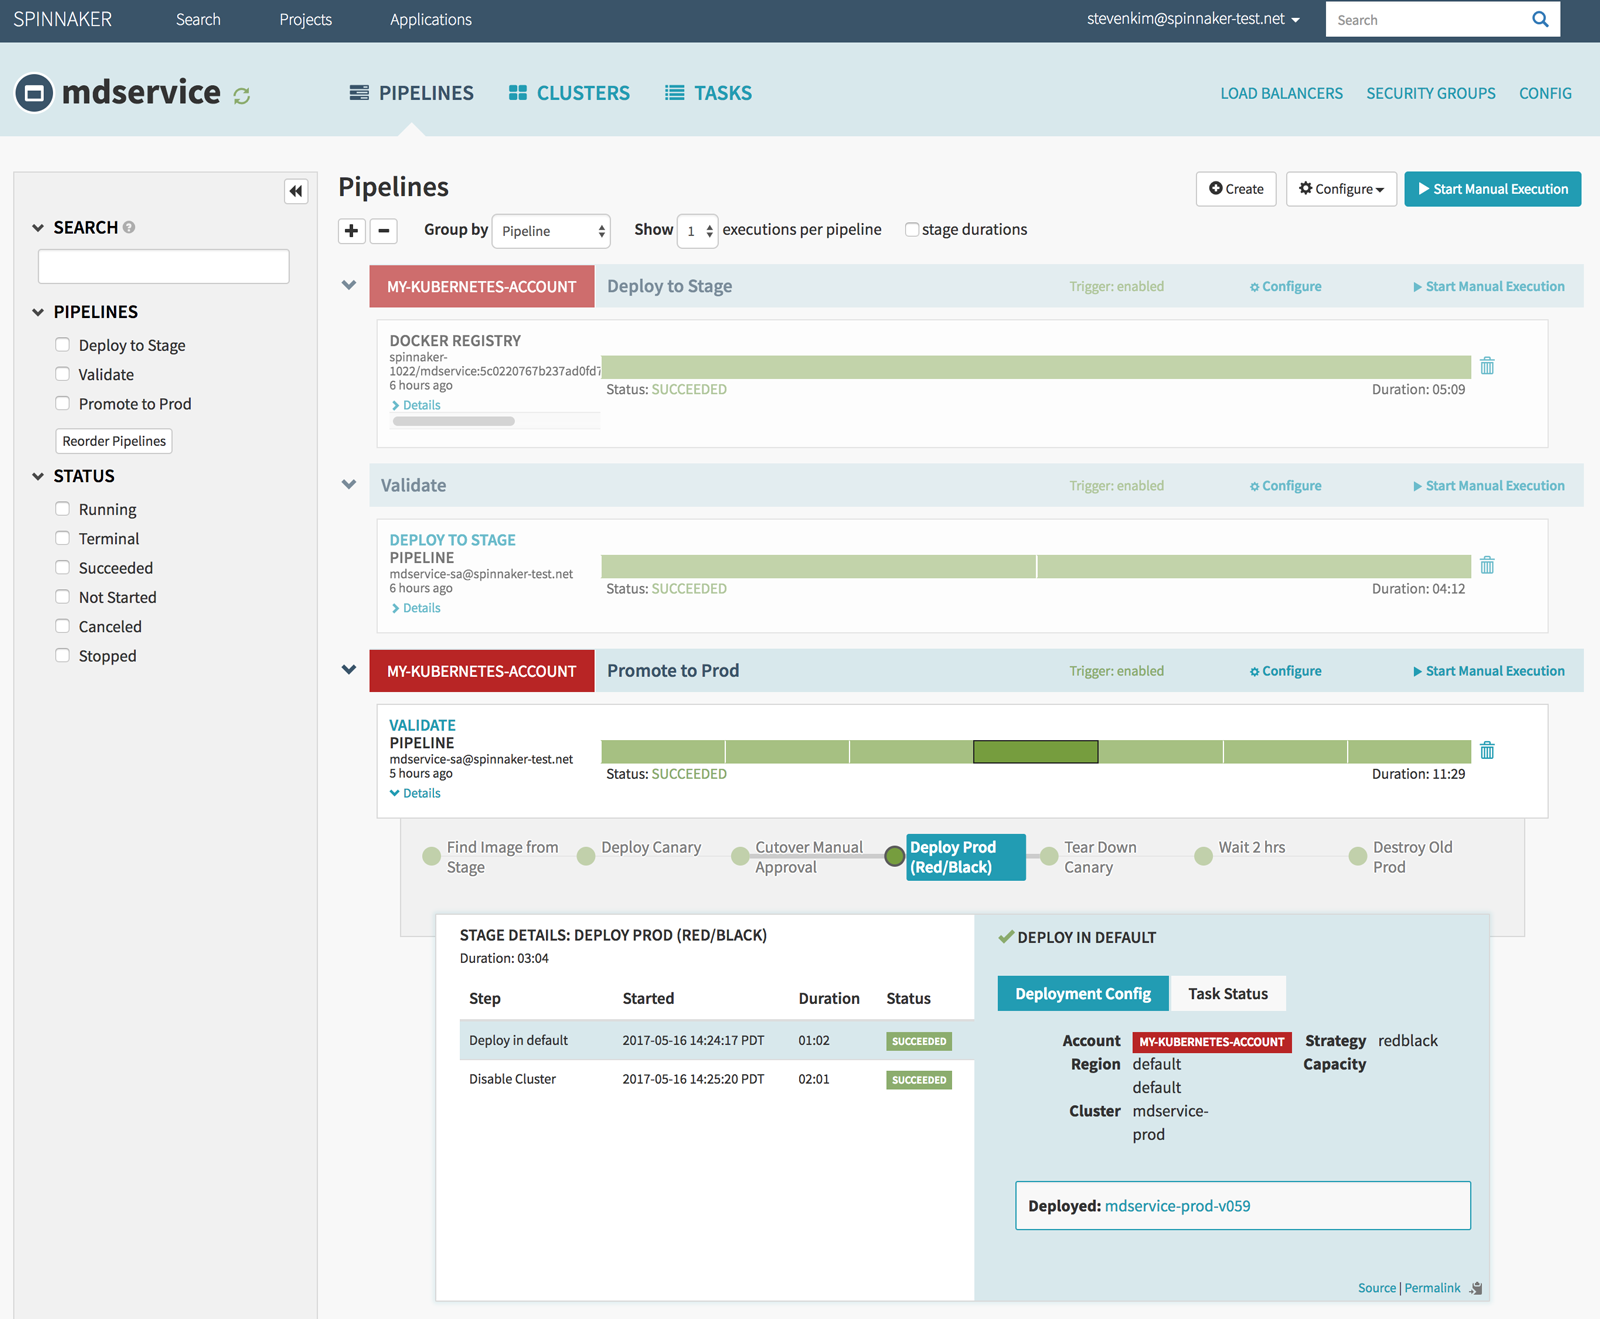 SPINNAKER Search Projects Applications stevenkim@spinnaker-test.net Search
mdservice PIPELINES CLUSTERS TASKS LOAD BALANCERS SECURITY GROUPS CONFIG
SEARCH
PIPELINES
Deploy to Stage
Validate
Promote to Prod
Reorder Pipelines
STATUS
Running
Terminal
Succeeded
Not Started
Canceled
Stopped
Pipelines Create Configure Start Manual Execution
Group by Pipeline Show 1 executions per pipeline stage durations
MY-KUBERNETES-ACCOUNT Deploy to Stage Trigger: enabled Configure Start Manual Execution
DOCKER REGISTRY
spinnaker-
1022/mdservice:5c0220767b237ad0fd7
6 hours ago
Status: SUCCEEDED Duration: 05:09
Details
Validate Trigger: enabled Configure Start Manual Execution
DEPLOY TO STAGE
PIPELINE
mdservice-sa@spinnaker-test.net
6 hours ago
Status: SUCCEEDED Duration: 04:12
Details
MY-KUBERNETES-ACCOUNT Promote to Prod Trigger: enabled Configure Start Manual Execution
VALIDATE
PIPELINE
mdservice-sa@spinnaker-test.net
5 hours ago
Status: SUCCEEDED Duration: 11:29
Details
Find Image from Stage
Deploy Canary
Cutover Manual Approval
Deploy Prod (Red/Black)
Tear Down Canary
Wait 2 hrs
Destroy Old Prod
STAGE DETAILS: DEPLOY PROD (RED/BLACK)
Duration: 03:04
Step Started Duration Status
Deploy in default 2017-05-16 14:24:17 PDT 01:02 SUCCEEDED
Disable Cluster 2017-05-16 14:25:20 PDT 02:01 SUCCEEDED
DEPLOY IN DEFAULT
Deployment Config Task Status
Account MY-KUBERNETES-ACCOUNT Strategy redblack
Region default Capacity
default
Cluster mdservice-
prod
Deployed: mdservice-prod-v059
Source | Permalink